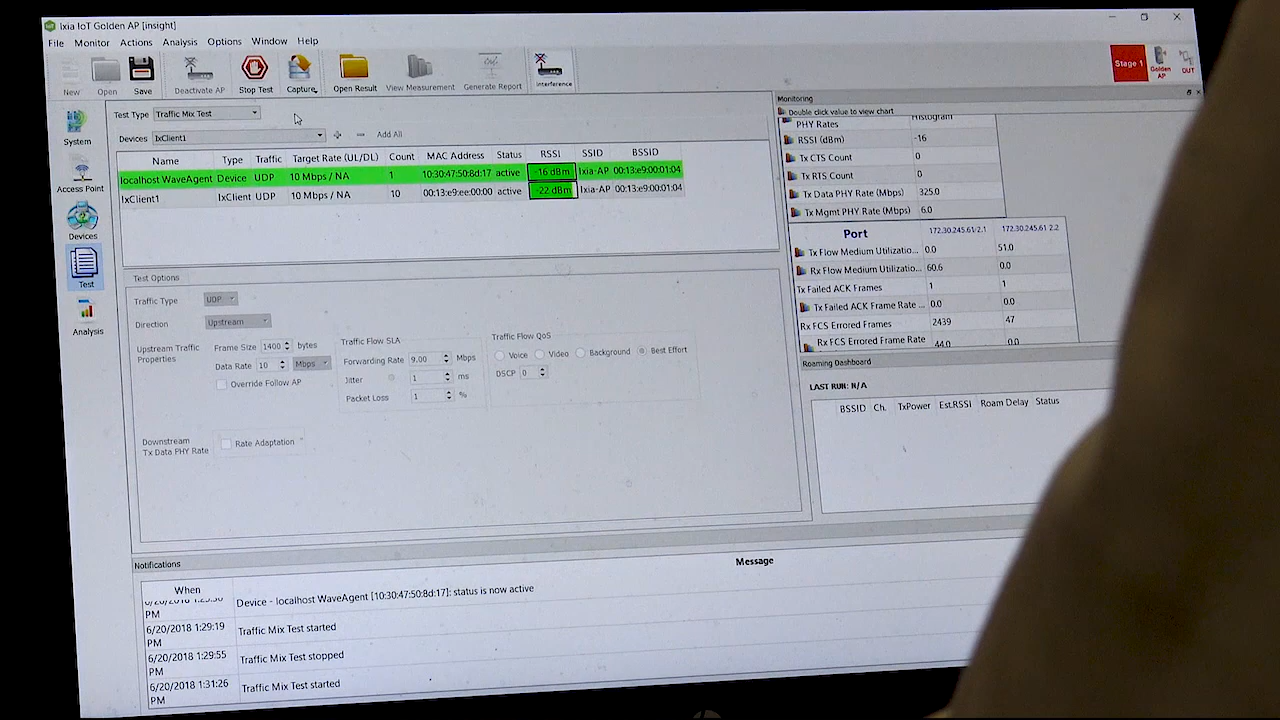 Ixia IoT Golden AP [insight]
File Monitor Actions Analysis Options Window Help
New Open Save Deactivate AP Stop Test Capture Open Result View Measurement Generate Report Interference
Stage 1 Golden AP DUT
System
Access Point
Devices
Test
Analysis
Test Type Traffic Mix Test
Devices IxClient1 Add All
Name Type Traffic Target Rate (UL/DL) Count MAC Address Status RSSI SSID BSSID
localhost WaveAgent Device UDP 10 Mbps / NA 1 10:30:47:50:8d:17 active -16 dBm Ixia-AP 00:13:e9:00:01:04
IxClient1 IxClient UDP 10 Mbps / NA 10 00:13:e9:ee:00:00 active -22 dBm Ixia-AP 00:13:e9:00:01:04
Test Options
Traffic Type UDP
Direction Upstream
Upstream Traffic Properties
Frame Size 1400 bytes
Data Rate 10 Mbps
Override Follow AP
Traffic Flow SLA
Forwarding Rate 9.00 Mbps
Jitter 1 ms
Packet Loss 1 %
Traffic Flow QoS
Voice Video Background Best Effort
DSCP 0
Downstream Tx Data PHY Rate
Rate Adaptation
Monitoring
Double click value to view chart
PHY Rates Histogram
RSSI (dBm) -16
Tx CTS Count 0
Tx RTS Count 0
Tx Data PHY Rate (Mbps) 325.0
Tx Mgmt PHY Rate (Mbps) 6.0
Port 172.30.245.61/2.1 172.30.245.61 2.2
Tx Flow Medium Utilizatio... 0.0 51.0
Rx Flow Medium Utilizatio... 60.6 0.0
Tx Failed ACK Frames 1 1
Tx Failed ACK Frame Rate ... 0.0 0.0
Rx FCS Errored Frames 2439 47
Rx FCS Errored Frame Rate 44.0 0.0
Roaming Dashboard
LAST RUN: N/A
BSSID Ch. TxPower Est.RSSI Roam Delay Status
Notifications
When Message
PM Device - localhost WaveAgent [10:30:47:50:8d:17]: status is now active
6/20/2018 1:29:19 PM Traffic Mix Test started
6/20/2018 1:29:55 PM Traffic Mix Test stopped
6/20/2018 1:31:26 PM Traffic Mix Test started